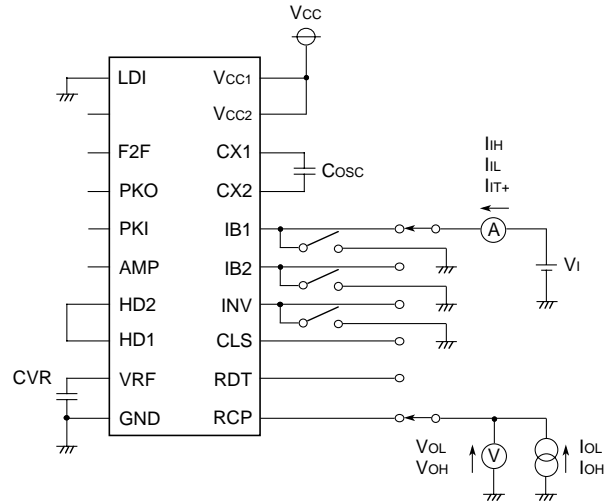 VCC
LDI
F2F
PKO
PKI
AMP
HD2
HD1
VRF
GND
CVR
VCC1
VCC2
CX1
CX2
IB1
IB2
INV
CLS
RDT
RCP
COSC
IIH
IIL
IIT+
A
VI
VOL
VOH
V
IOL
IOH